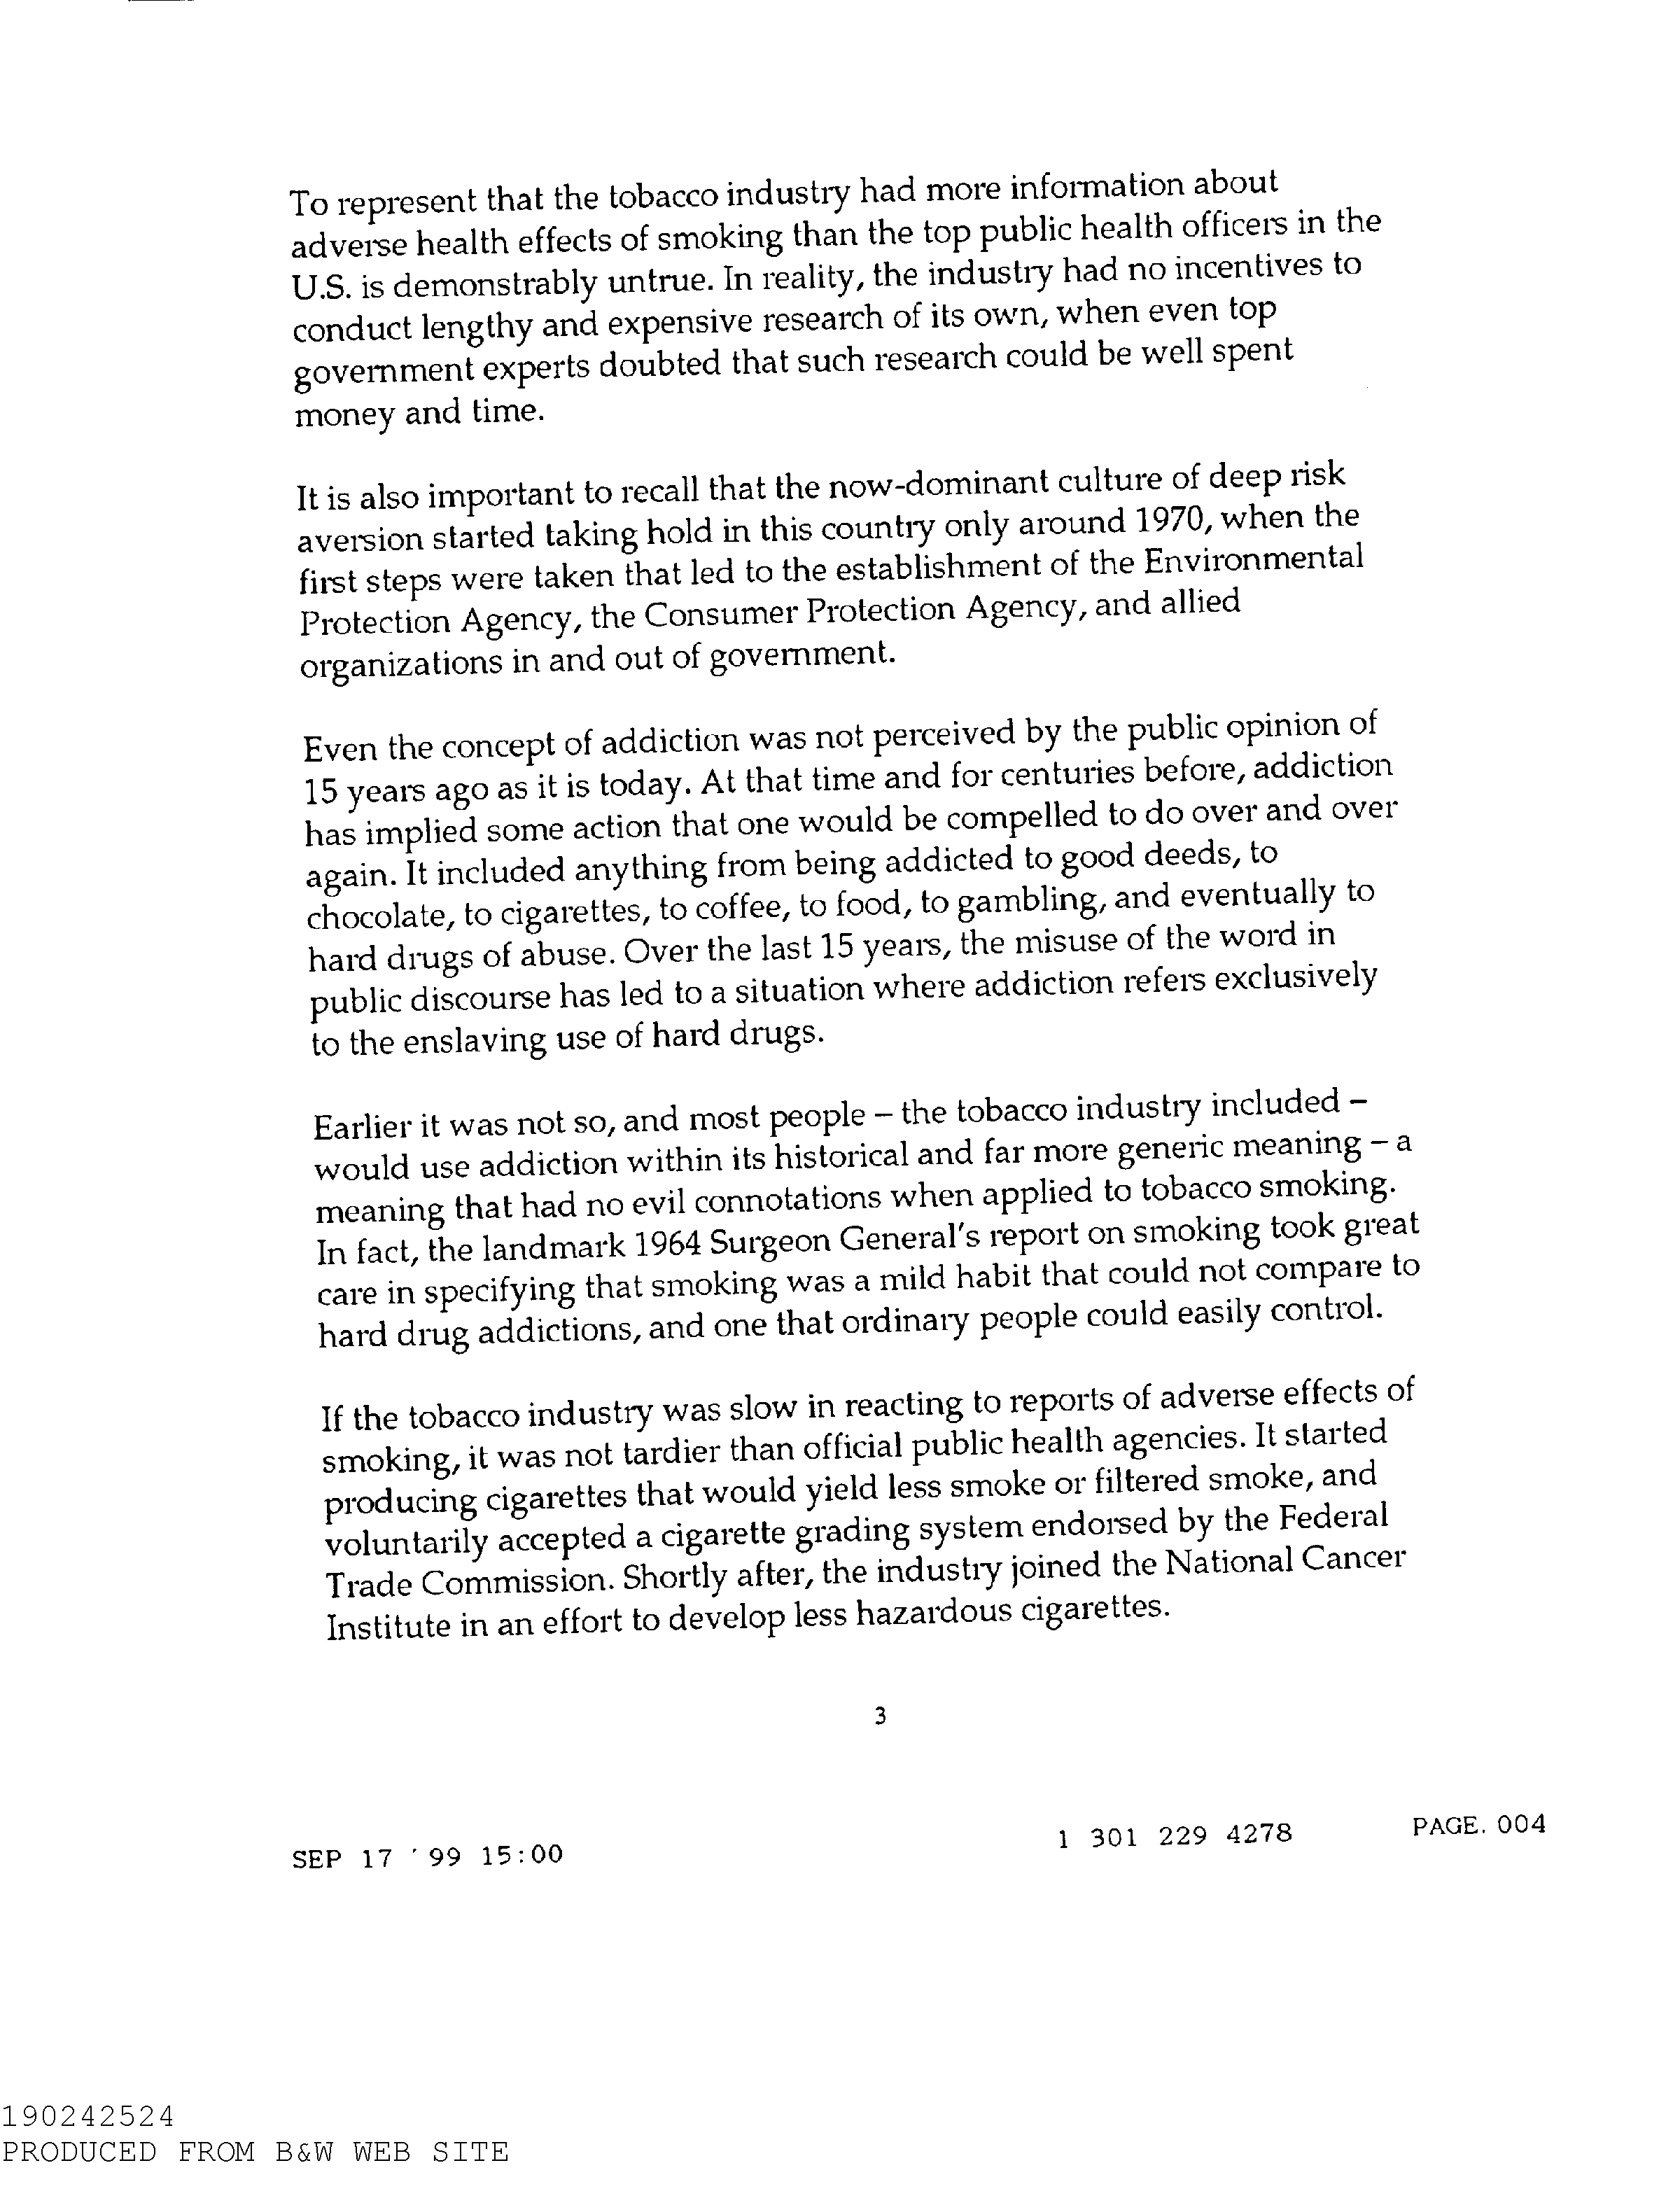 To represent that the tobacco industry had more information about
adverse health effects of smoking than the top public health officers in the
U.S. is demonstrably untrue. In reality, the industry had no incentives to
conduct lengthy and expensive research of its own, when even top
government experts doubted that such research could be well spent
money and time.
It is also important to recall that the now-dominant culture of deep risk
aversion started taking hold in this country only around 1970, when the
first steps were taken that led to the establishment of the Environmental
Protection Agency, the Consumer Protection Agency, and allied
organizations in and out of government.
Even the concept of addiction was not perceived by the public opinion of
15 years ago as it is today. At that time and for centuries before, addiction
has implied some action that one would be compelled to do over and over
again. It included anything from being addicted to good deeds, to
chocolate, to cigarettes, to coffee, to food, to gambling, and eventually to
hard drugs of abuse. Over the last 15 years, the misuse of the word in
public discourse has led to a situation where addiction refers exclusively
to the enslaving use of hard drugs.
Earlier it was not so, and most people – the tobacco industry included –
would use addiction within its historical and far more generic meaning – a
meaning that had no evil connotations when applied to tobacco smoking.
In fact, the landmark 1964 Surgeon General's report on smoking took great
care in specifying that smoking was a mild habit that could not compare to
hard drug addictions, and one that ordinary people could easily control.
If the tobacco industry was slow in reacting to reports of adverse effects of
smoking, it was not tardier than official public health agencies. It started
producing cigarettes that would yield less smoke or filtered smoke, and
voluntarily accepted a cigarette grading system endorsed by the Federal
Trade Commission. Shortly after, the industry joined the National Cancer
Institute in an effort to develop less hazardous cigarettes.
3
SEP 17 '99 15:00 1 301 229 4278 PAGE.004
190242524
PRODUCED FROM B&W WEB SITE